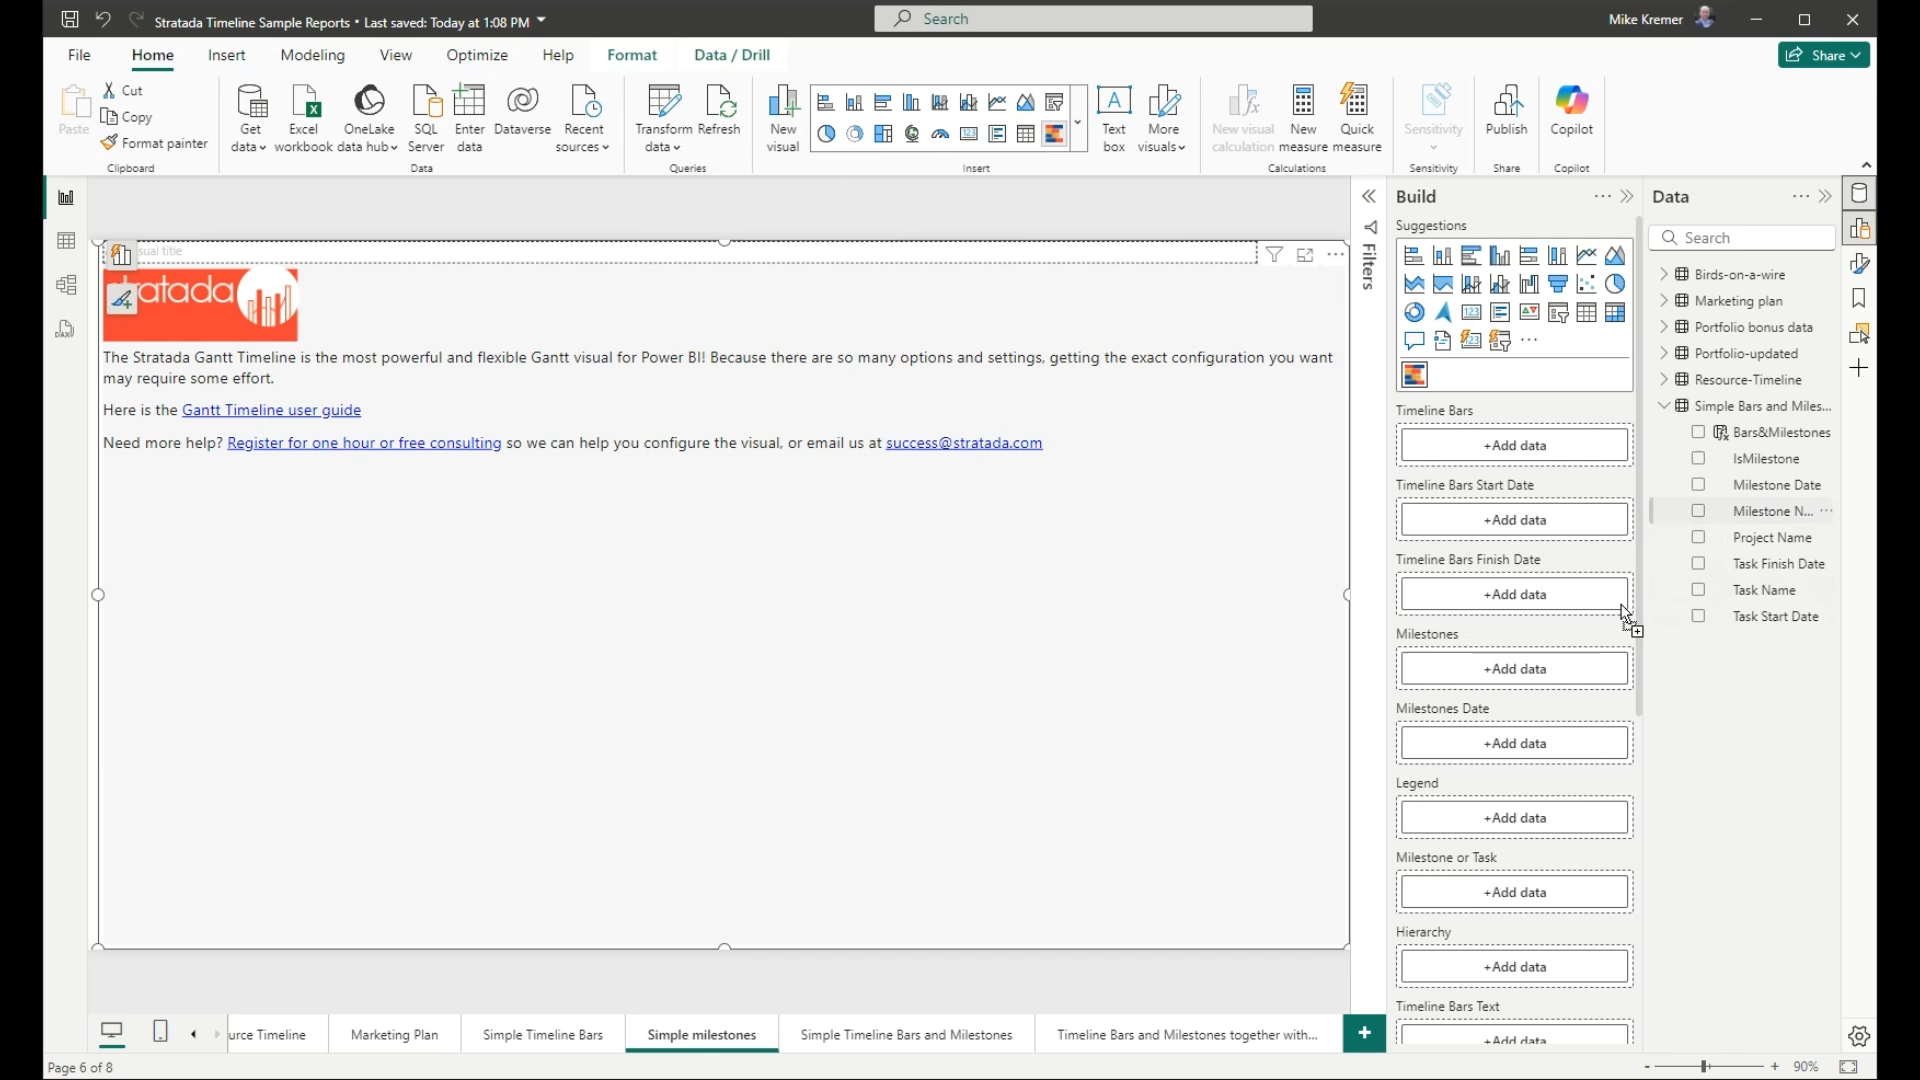 Stratada Timeline Sample Reports • Last saved: Today at 1:08 PM
Search
Mike Kremer
File
Home
Insert
Modeling
View
Optimize
Help
Format
Data / Drill
Share
Paste
Cut
Copy
Format painter
Clipboard
Get data
Excel workbook
OneLake data hub
SQL Server
Enter data
Dataverse
Recent sources
Data
Transform data
Refresh
Queries
New visual
Text box
More visuals
Insert
New visual calculation
New measure
Quick measure
Calculations
Sensitivity
Sensitivity
Publish
Share
Copilot
Copilot
sual title
ratada
The Stratada Gantt Timeline is the most powerful and flexible Gantt visual for Power BI! Because there are so many options and settings, getting the exact configuration you want
may require some effort.
Here is the Gantt Timeline user guide
Need more help? Register for one hour or free consulting so we can help you configure the visual, or email us at success@stratada.com
Filters
Build
Suggestions
Timeline Bars
+Add data
Timeline Bars Start Date
+Add data
Timeline Bars Finish Date
+Add data
Milestones
+Add data
Milestones Date
+Add data
Legend
+Add data
Milestone or Task
+Add data
Hierarchy
+Add data
Timeline Bars Text
+Add data
Data
Search
Birds-on-a-wire
Marketing plan
Portfolio bonus data
Portfolio-updated
Resource-Timeline
Simple Bars and Miles...
Bars&Milestones
IsMilestone
Milestone Date
Milestone N...
Project Name
Task Finish Date
Task Name
Task Start Date
urce Timeline
Marketing Plan
Simple Timeline Bars
Simple milestones
Simple Timeline Bars and Milestones
Timeline Bars and Milestones together with...
Page 6 of 8
- + 90%